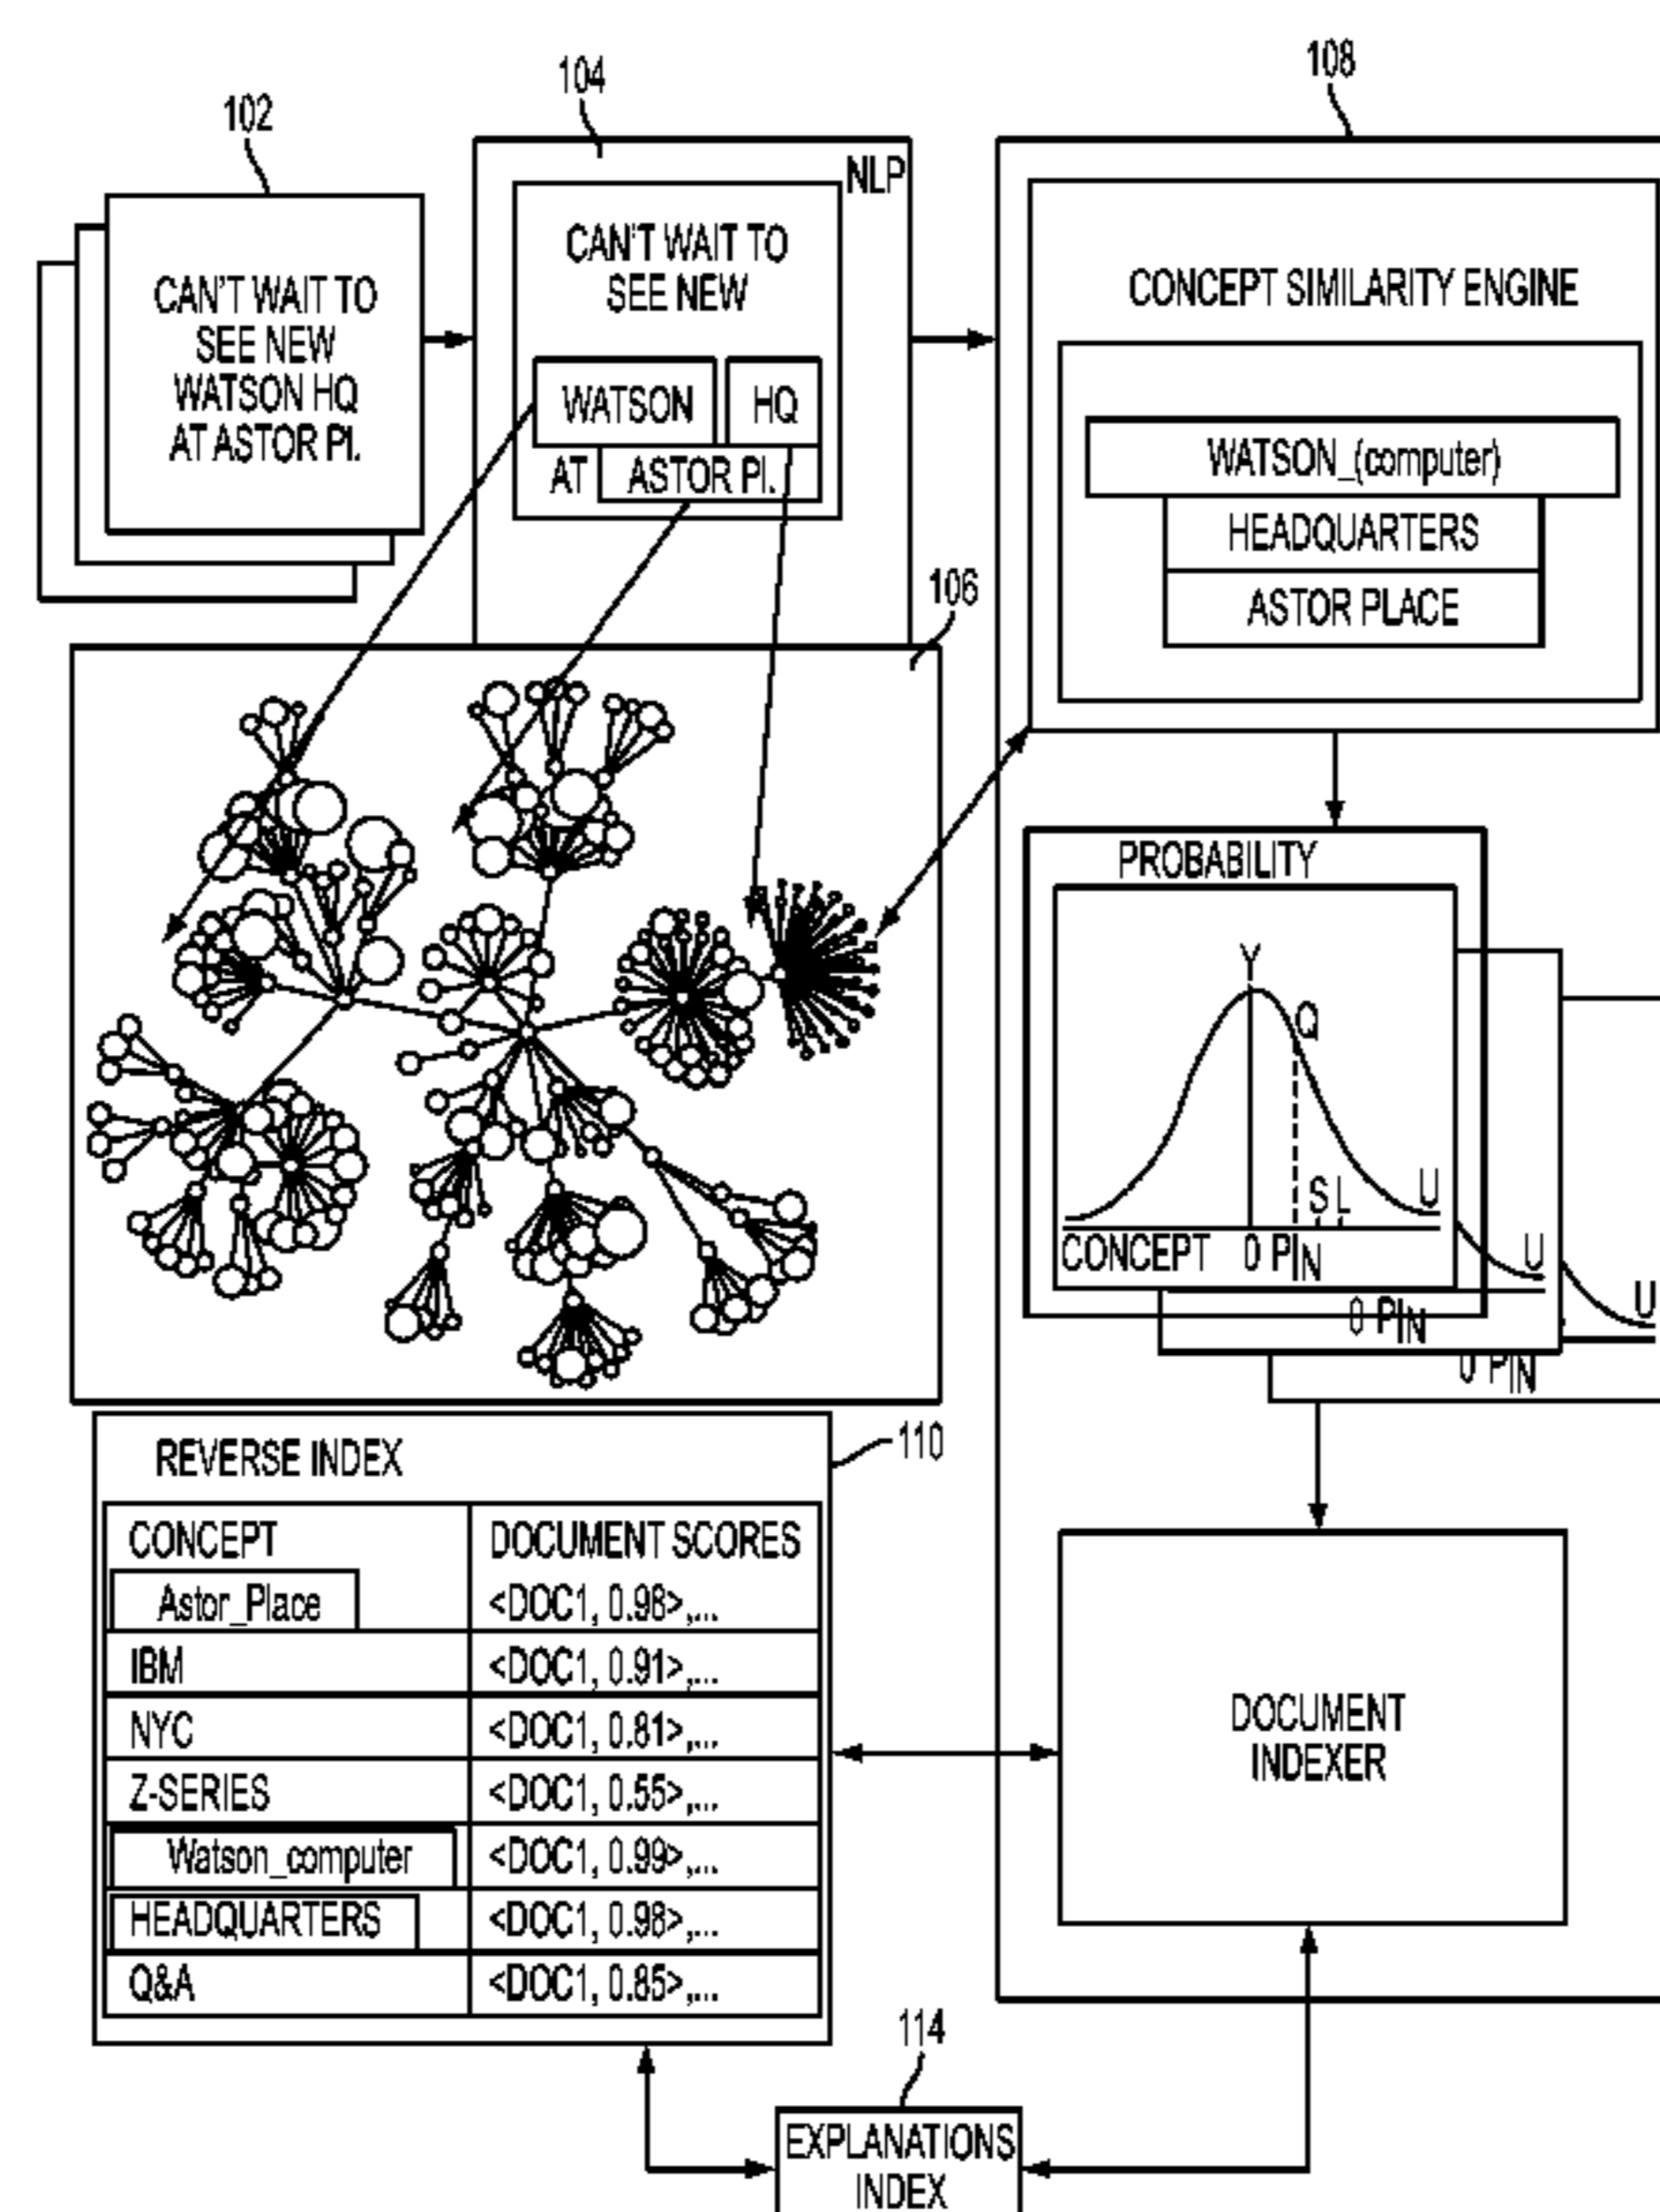 102
104
108
NLP
CAN'T WAIT TO
SEE NEW
WATSON HQ
AT ASTOR Pl.
CAN'T WAIT TO
SEE NEW
WATSON HQ
AT ASTOR Pl.
CONCEPT SIMILARITY ENGINE
WATSON_(computer)
HEADQUARTERS
ASTOR PLACE
106
PROBABILITY
Y
Q
S L U
CONCEPT 0 PIN
U
0 PIN
U
0 PIN
110
REVERSE INDEX
CONCEPT DOCUMENT SCORES
Astor_Place <DOC1, 0.98>,...
IBM <DOC1, 0.91>,...
NYC <DOC1, 0.81>,...
Z-SERIES <DOC1, 0.55>,...
Watson_computer <DOC1, 0.99>,...
HEADQUARTERS <DOC1, 0.98>,...
Q&A <DOC1, 0.85>,...
DOCUMENT
INDEXER
114
EXPLANATIONS
INDEX